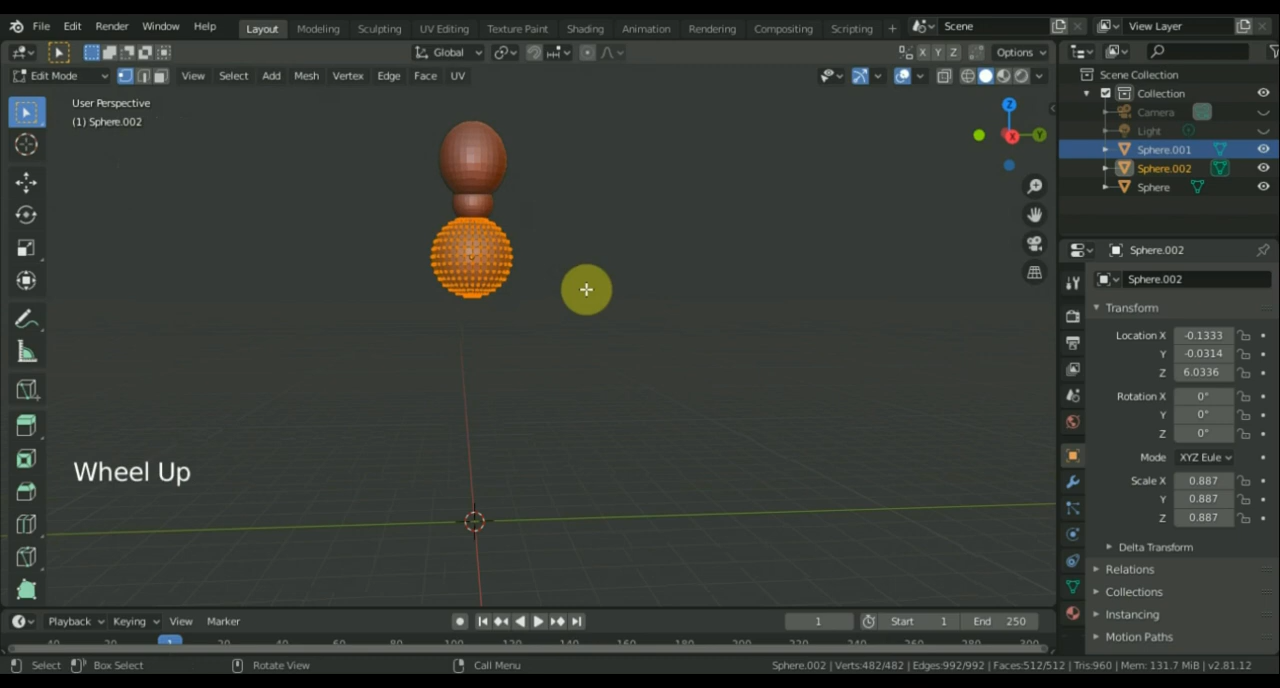 File Edit Render Window Help Layout Modeling Sculpting UV Editing Texture Paint Shading Animation Rendering Compositing Scripting + Scene View Layer
Global X Y Z Options
Edit Mode View Select Add Mesh Vertex Edge Face UV
User Perspective
(1) Sphere.002
Z
Y
X
Scene Collection
Collection
Camera
Light
Sphere.001
Sphere.002
Sphere
Sphere.002
Sphere.002
Transform
Location X -0.1333
Y -0.0314
Z 6.0336
Rotation X 0°
Y 0°
Z 0°
Mode XYZ Eule
Scale X 0.887
Y 0.887
Z 0.887
Delta Transform
Relations
Collections
Instancing
Motion Paths
Wheel Up
Playback Keying View Marker 1 Start 1 End 250
Select Box Select Rotate View Call Menu Sphere.002 | Verts:482/482 | Edges:992/992 | Faces:512/512 | Tris:960 | Mem: 131.7 MiB | v2.81.12